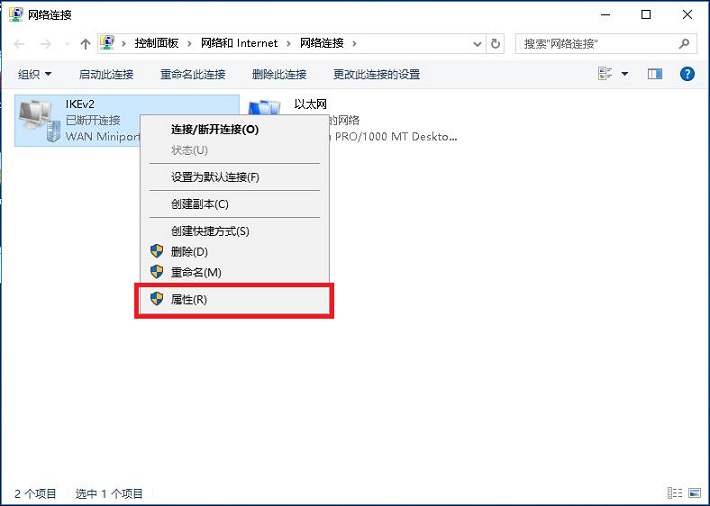 网络连接
控制面板 › 网络和 Internet › 网络连接 ›
搜索"网络连接"
组织 启动此连接 重命名此连接 删除此连接 更改此连接的设置
IKEv2
已断开连接
WAN Miniport
以太网
的网络
PRO/1000 MT Deskto...
连接/断开连接(O)
状态(U)
设置为默认连接(F)
创建副本(C)
创建快捷方式(S)
删除(D)
重命名(M)
属性(R)
2 个项目 选中 1 个项目